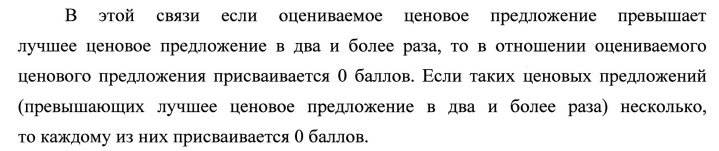 В этой связи если оцениваемое ценовое предложение превышает
лучшее ценовое предложение в два и более раза, то в отношении оцениваемого
ценового предложения присваивается 0 баллов. Если таких ценовых предложений
(превышающих лучшее ценовое предложение в два и более раза) несколько,
то каждому из них присваивается 0 баллов.